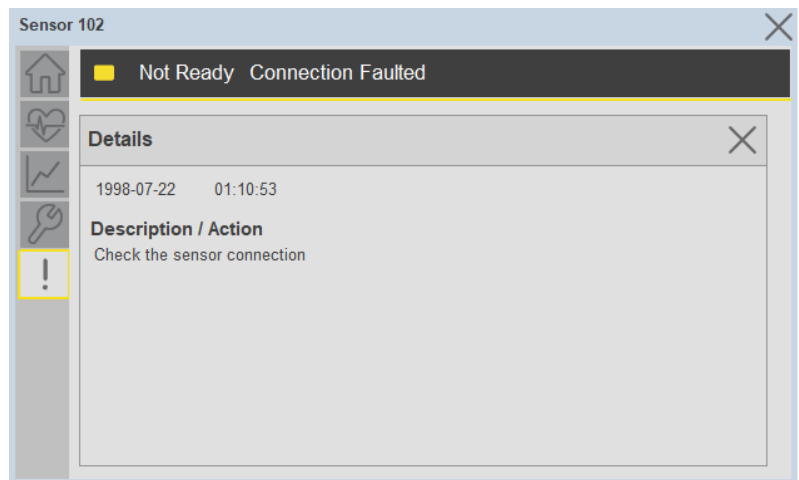 Sensor 102
Not Ready Connection Faulted
Details
1998-07-22 01:10:53
Description / Action
Check the sensor connection